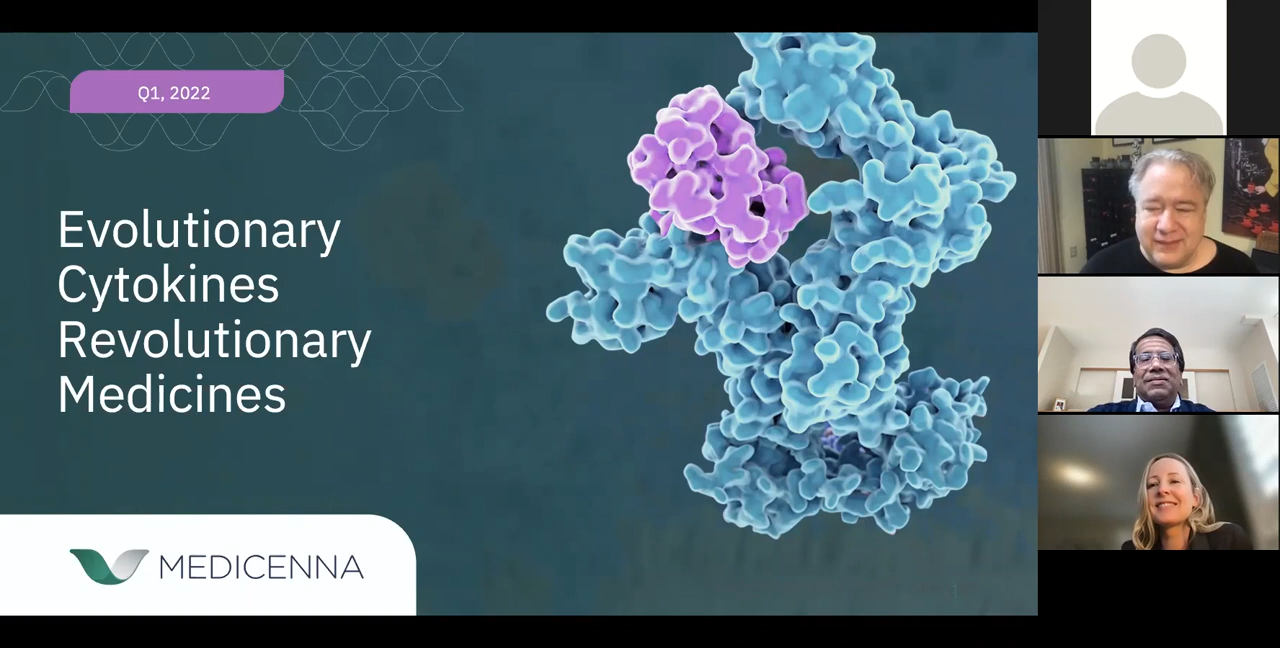 Q1, 2022
Evolutionary
Cytokines
Revolutionary
Medicines
MEDICENNA